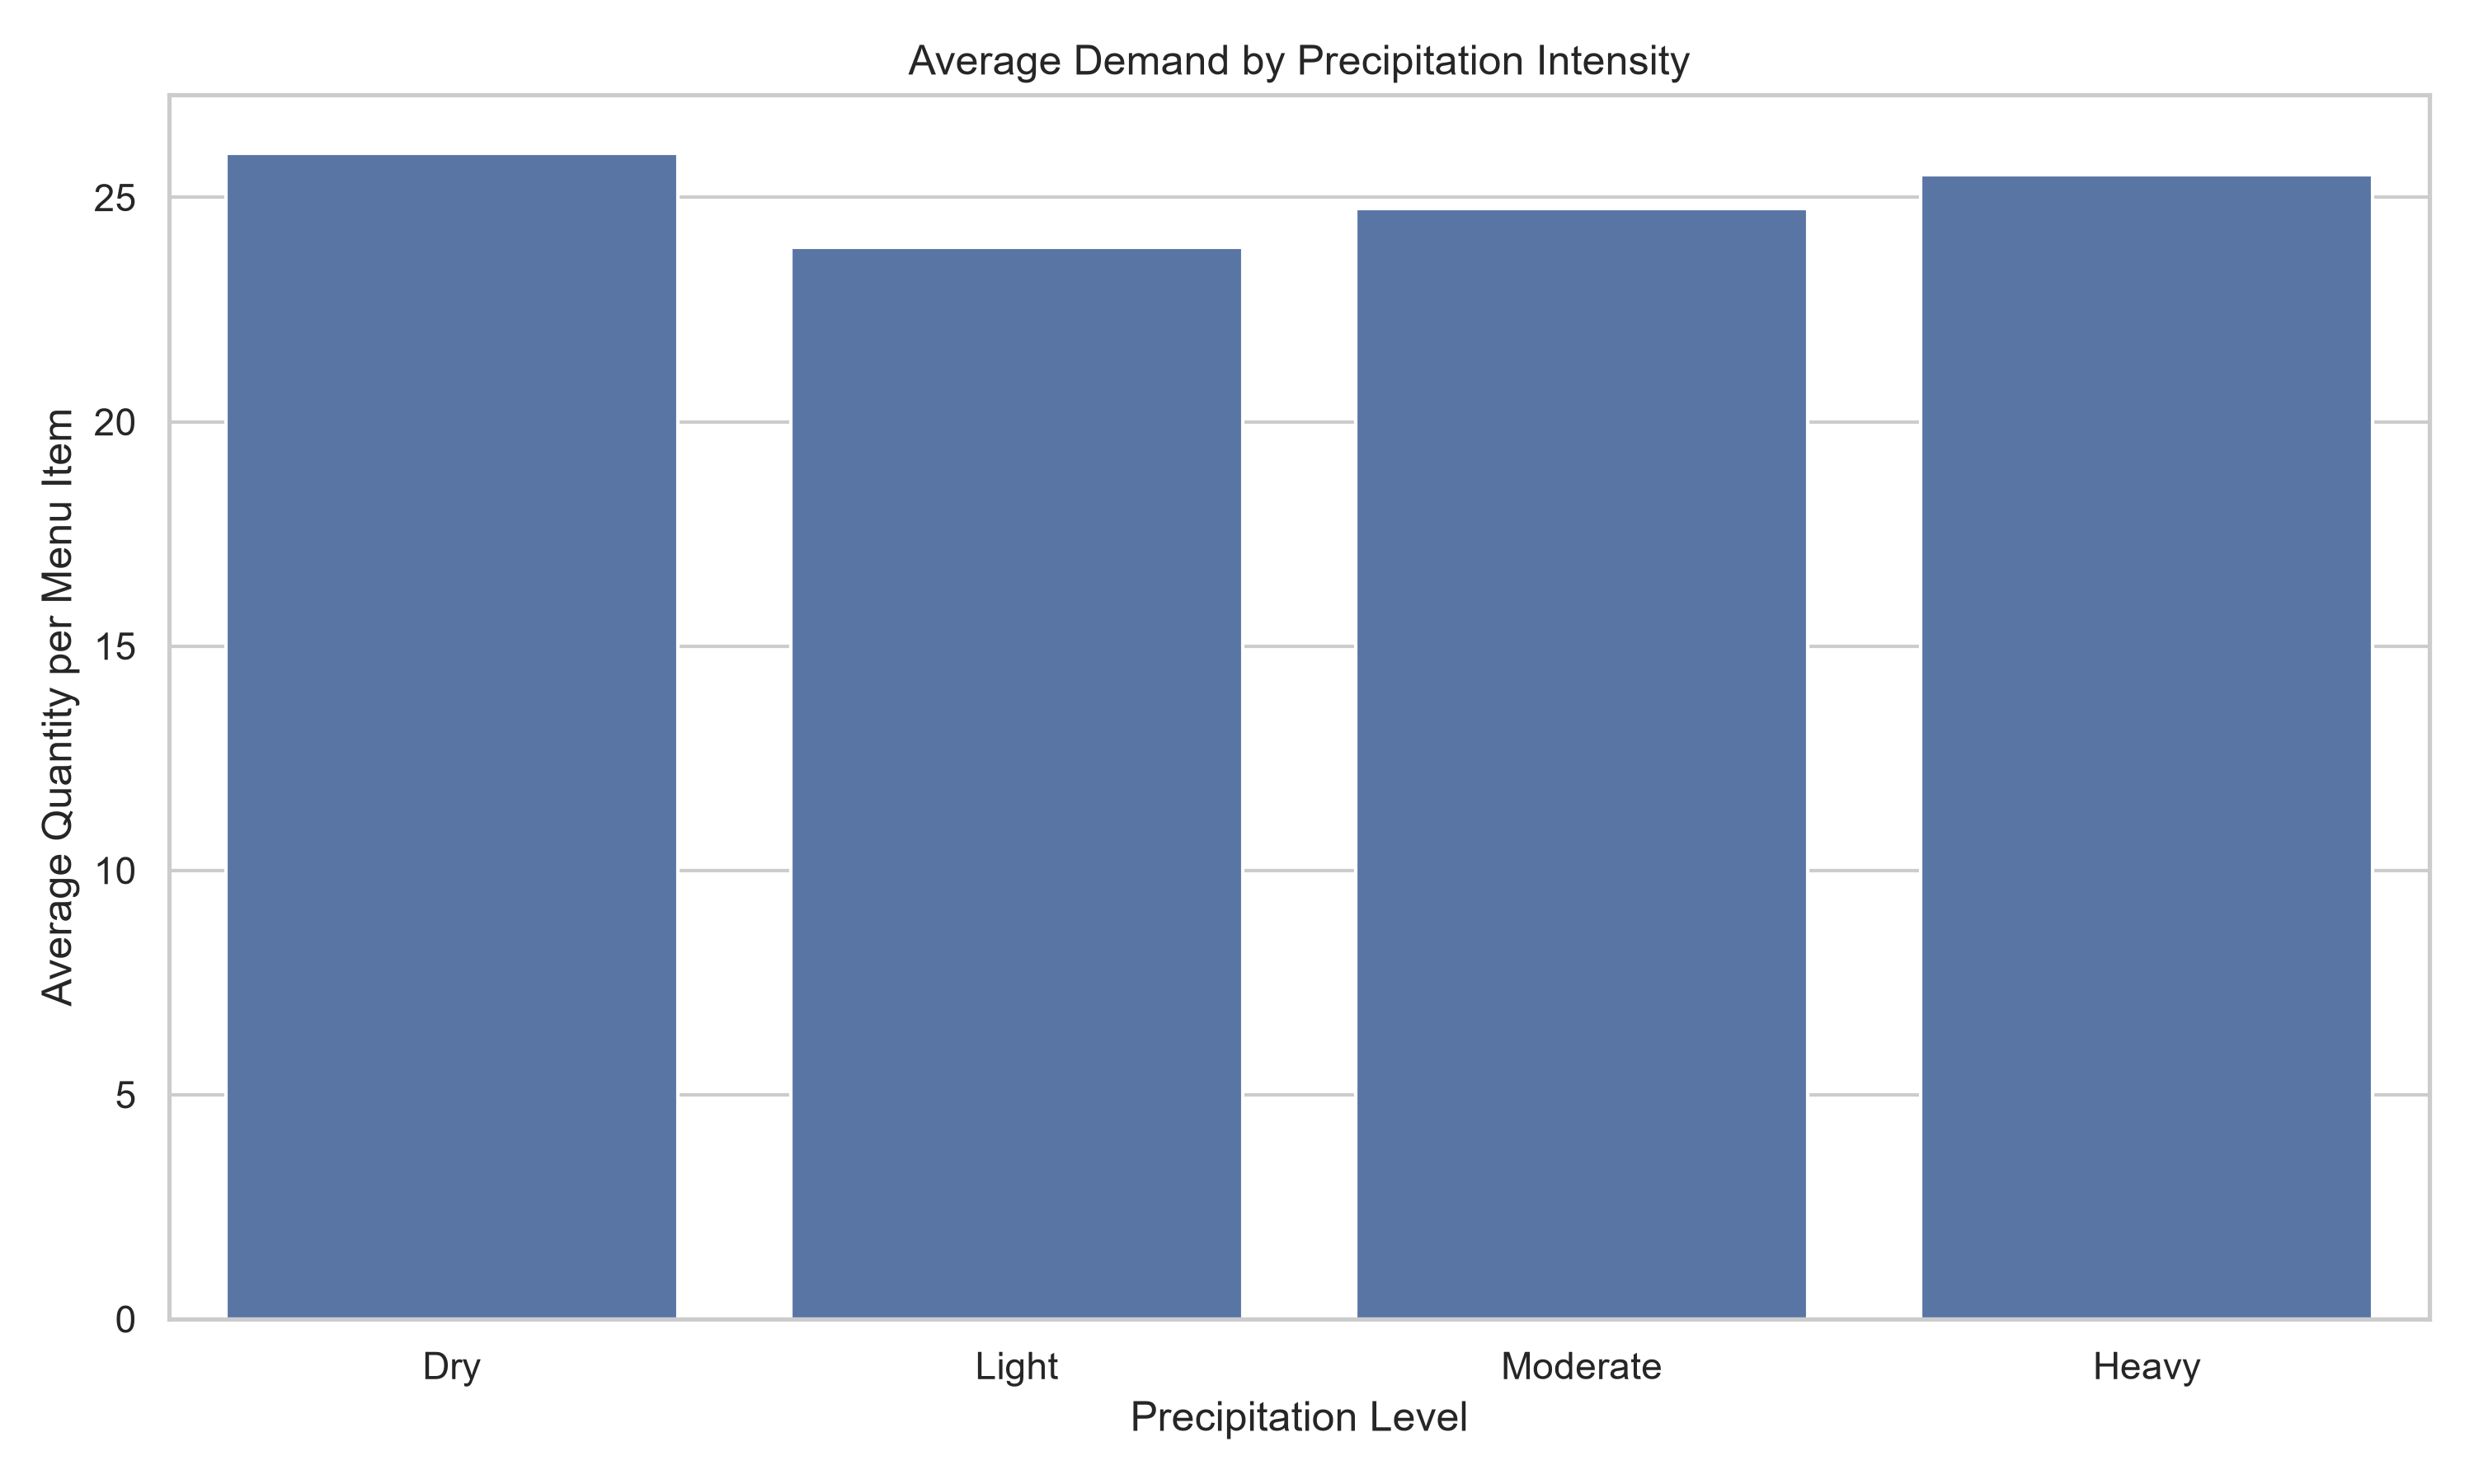 Average Demand by Precipitation Intensity
Average Quantity per Menu Item
25
20
15
10
5
0
Dry
Light
Moderate
Heavy
Precipitation Level